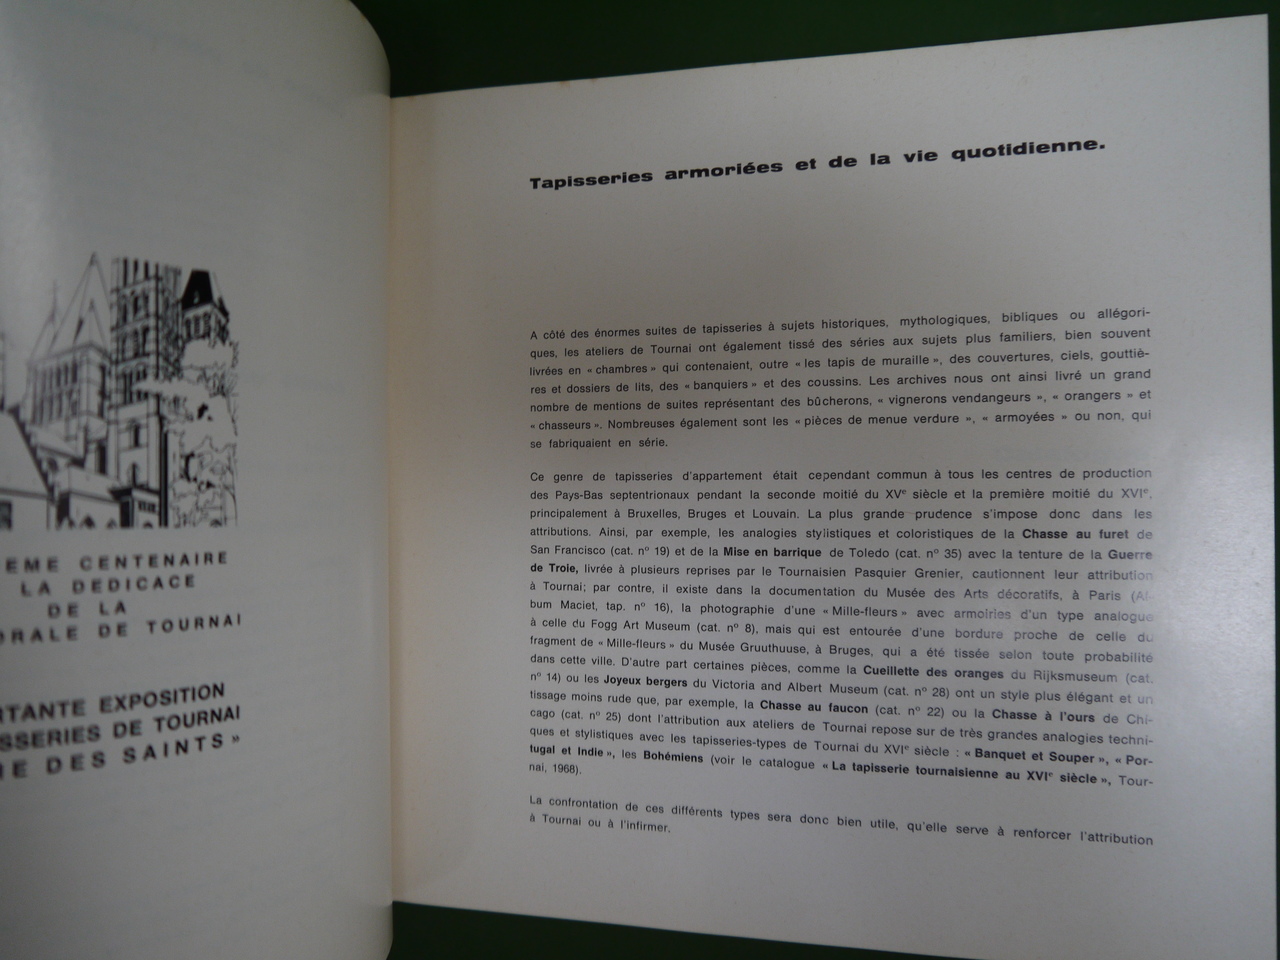 EME CENTENAIRE
LA DEDICACE
DE LA
DRALE DE TOURNAI
TANTE EXPOSITION
SSERIES DE TOURNAI
DES SAINTS »
Tapisseries armoriées et de la vie quotidienne.
A côté des énormes suites de tapisseries à sujets historiques, mythologiques, bibliques ou allégori-
ques, les ateliers de Tournai ont également tissé des séries aux sujets plus familiers, bien souvent
livrées en « chambres » qui contenaient, outre « les tapis de muraille », des couvertures, ciels, gouttiè-
res et dossiers de lits, des « banquiers » et des coussins. Les archives nous ont ainsi livré un grand
nombre de mentions de suites représentant des bûcherons, « vignerons vendangeurs », « orangers » et
« chasseurs ». Nombreuses également sont les « pièces de menue verdure », « armoyées » ou non, qui
se fabriquaient en série.
Ce genre de tapisseries d'appartement était cependant commun à tous les centres de production
des Pays-Bas septentrionaux pendant la seconde moitié du XVe siècle et la première moitié du XVIe,
principalement à Bruxelles, Bruges et Louvain. La plus grande prudence s'impose donc dans les
attributions. Ainsi, par exemple, les analogies stylistiques et coloristiques de la Chasse au furet de
San Francisco (cat. nº 19) et de la Mise en barrique de Toledo (cat. nº 35) avec la tenture de la Guerre
de Troie, livrée à plusieurs reprises par le Tournaisien Pasquier Grenier, cautionnent leur attribution
à Tournai; par contre, il existe dans la documentation du Musée des Arts décoratifs, à Paris (Al-
bum Maciet, tap. nº 16), la photographie d'une « Mille-fleurs » avec armoiries d'un type analogue
à celle du Fogg Art Museum (cat. nº 8), mais qui est entourée d'une bordure proche de celle du
fragment de « Mille-fleurs » du Musée Gruuthuuse, à Bruges, qui a été tissée selon toute probabilité
dans cette ville. D'autre part certaines pièces, comme la Cueillette des oranges du Rijksmuseum (cat.
nº 14) ou les Joyeux bergers du Victoria and Albert Museum (cat. nº 28) ont un style plus élégant et un
tissage moins rude que, par exemple, la Chasse au faucon (cat. nº 22) ou la Chasse à l'ours de Chi-
cago (cat. nº 25) dont l'attribution aux ateliers de Tournai repose sur de très grandes analogies techni-
ques et stylistiques avec les tapisseries-types de Tournai du XVIe siècle : « Banquet et Souper », « Por-
tugal et Indie », les Bohémiens (voir le catalogue « La tapisserie tournaisienne au XVIe siècle », Tour-
nai, 1968).
La confrontation de ces différents types sera donc bien utile, qu'elle serve à renforcer l'attribution
à Tournai ou à l'infirmer.